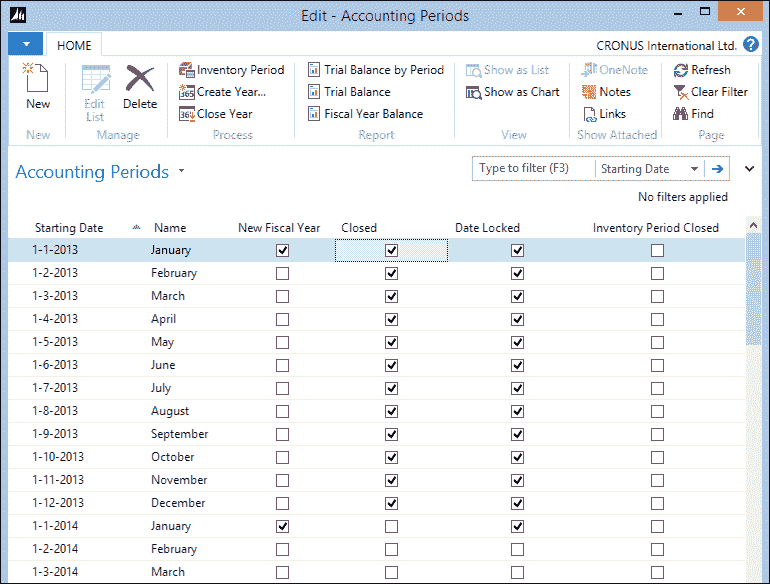 Edit - Accounting Periods
HOME
CRONUS International Ltd.
New
Edit List
Delete
Inventory Period
Create Year...
Close Year
Trial Balance by Period
Trial Balance
Fiscal Year Balance
Show as List
Show as Chart
OneNote
Notes
Links
Refresh
Clear Filter
Find
New
Manage
Process
Report
View
Show Attached
Page
Accounting Periods
Type to filter (F3)
Starting Date
No filters applied
Starting Date Name New Fiscal Year Closed Date Locked Inventory Period Closed
1-1-2013 January
1-2-2013 February
1-3-2013 March
1-4-2013 April
1-5-2013 May
1-6-2013 June
1-7-2013 July
1-8-2013 August
1-9-2013 September
1-10-2013 October
1-11-2013 November
1-12-2013 December
1-1-2014 January
1-2-2014 February
1-3-2014 March